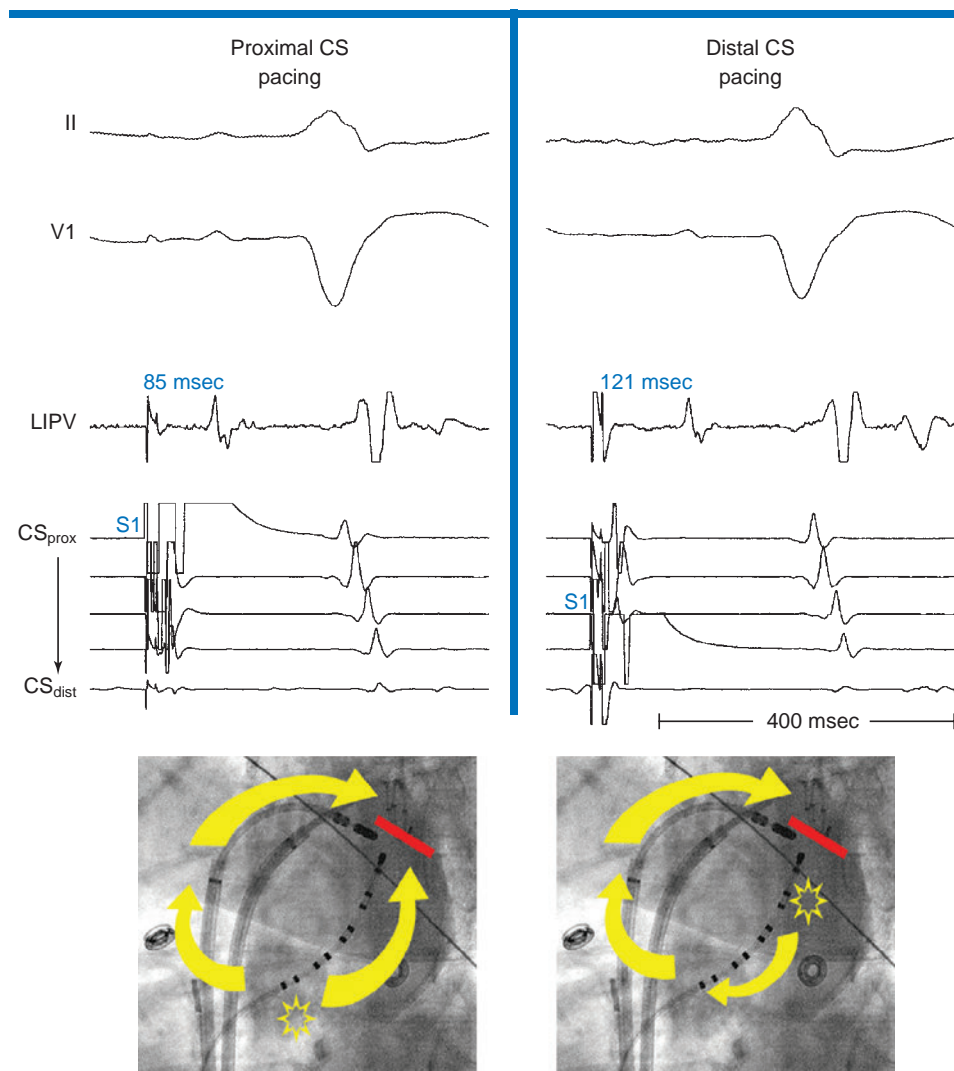 Proximal CS
pacing
II
V1
85 msec
LIPV
S1
CSprox
CSdist
Distal CS
pacing
121 msec
S1
400 msec